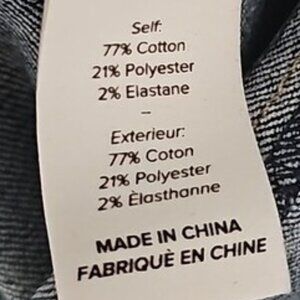 Self:
77% Cotton
21% Polyester
2% Elastane
–
Exterieur:
77% Coton
21% Polyester
2% Èlasthanne
MADE IN CHINA
FABRIQUÈ EN CHINE